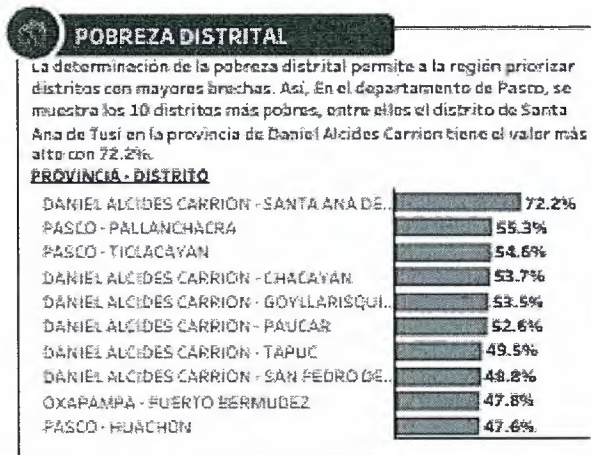 POBREZA DISTRITAL
La determinación de la pobreza distrital permite a la región priorizar
distritos con mayores brechas. Así, En el departamento de Pasco, se
muestra los 10 distritos más pobres, entre ellos el distrito de Santa
Ana de Tusi en la provincia de Daniel Alcides Carrion tiene el valor más
alto con 72.2%.
PROVINCIA - DISTRITO
DANIEL ALCIDES CARRION - SANTA ANA DE.. 72.2%
PASCO - PALLANCHACRA 55.3%
PASCO - TICLACAYAN 54.6%
DANIEL ALCIDES CARRION - CHACAYAN 53.7%
DANIEL ALCIDES CARRION - GOYLLARISQUI.. 53.5%
DANIEL ALCIDES CARRION - PAUCAR 52.6%
DANIEL ALCIDES CARRION - TAPUC 49.5%
DANIEL ALCIDES CARRION - SAN PEDRO DE.. 48.8%
OXAPAMPA - PUERTO BERMUDEZ 47.8%
PASCO - HUACHON 47.6%